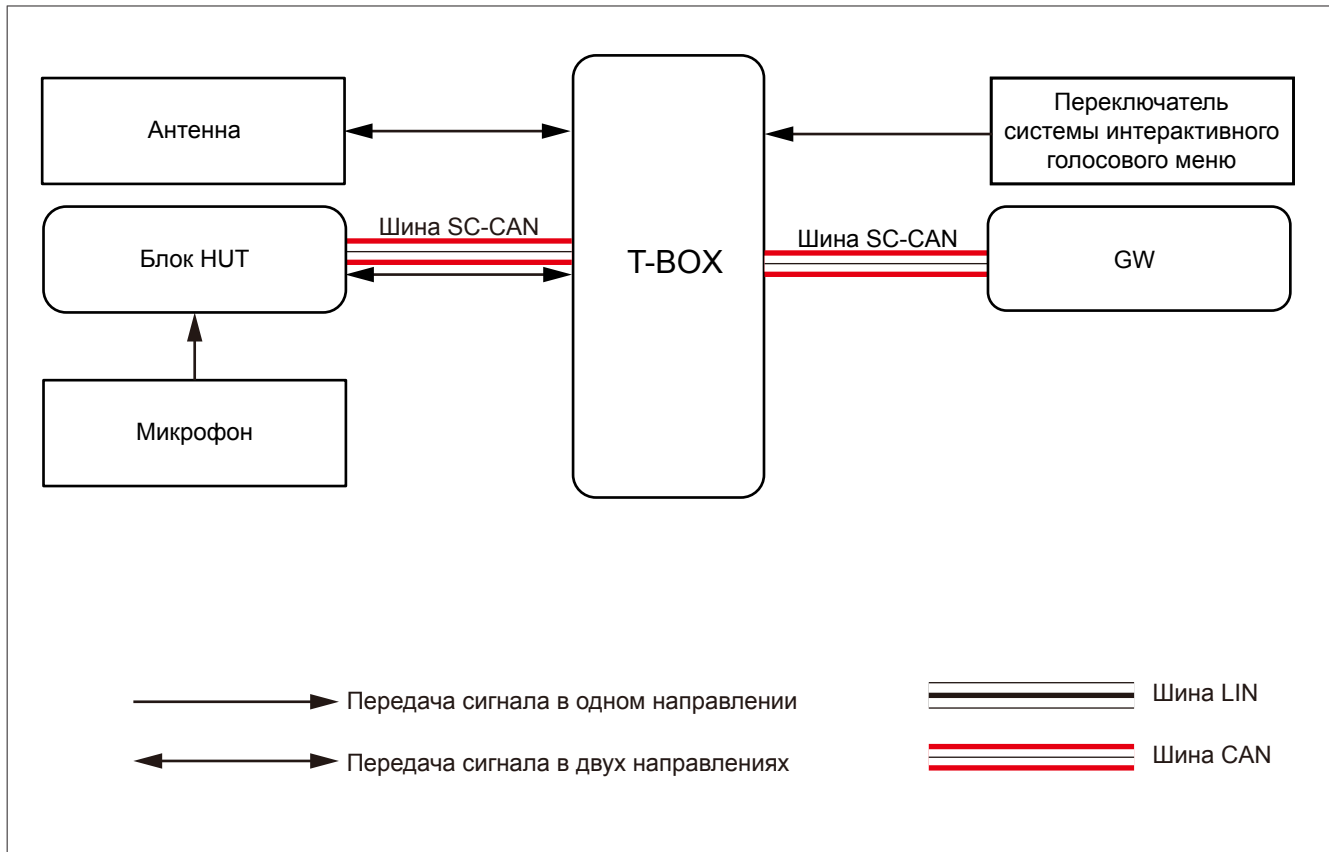 Антенна
Переключатель
системы интерактивного
голосового меню
Шина SC-CAN
Блок HUT
T-BOX
Шина SC-CAN
GW
Микрофон
Передача сигнала в одном направлении
Шина LIN
Передача сигнала в двух направлениях
Шина CAN